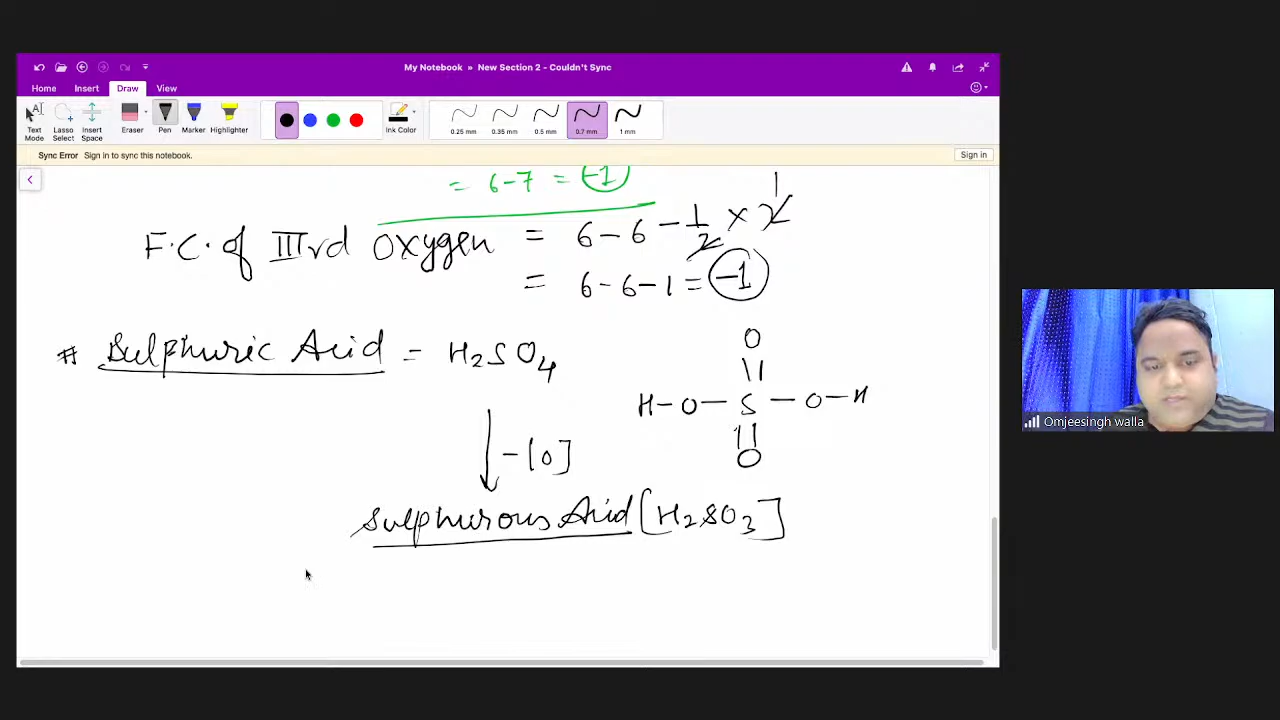 My Notebook » New Section 2 - Couldn't Sync
Home Insert Draw View
Text Mode Lasso Select Insert Space Eraser Pen Marker Highlighter Ink Color 0.25 mm 0.35 mm 0.5 mm 0.7 mm 1 mm
Sync Error Sign in to sync this notebook. Sign in
= 6-7 = -1
F.C. of IIIrd Oxygen = 6 - 6 - 1/2 × 2 1
= 6 - 6 - 1 = -1
# Sulphuric Acid = H2SO4
O
H-O-S-O-H
O
-[O]
Sulphurous Acid [H2SO3]
Omjeesingh walla